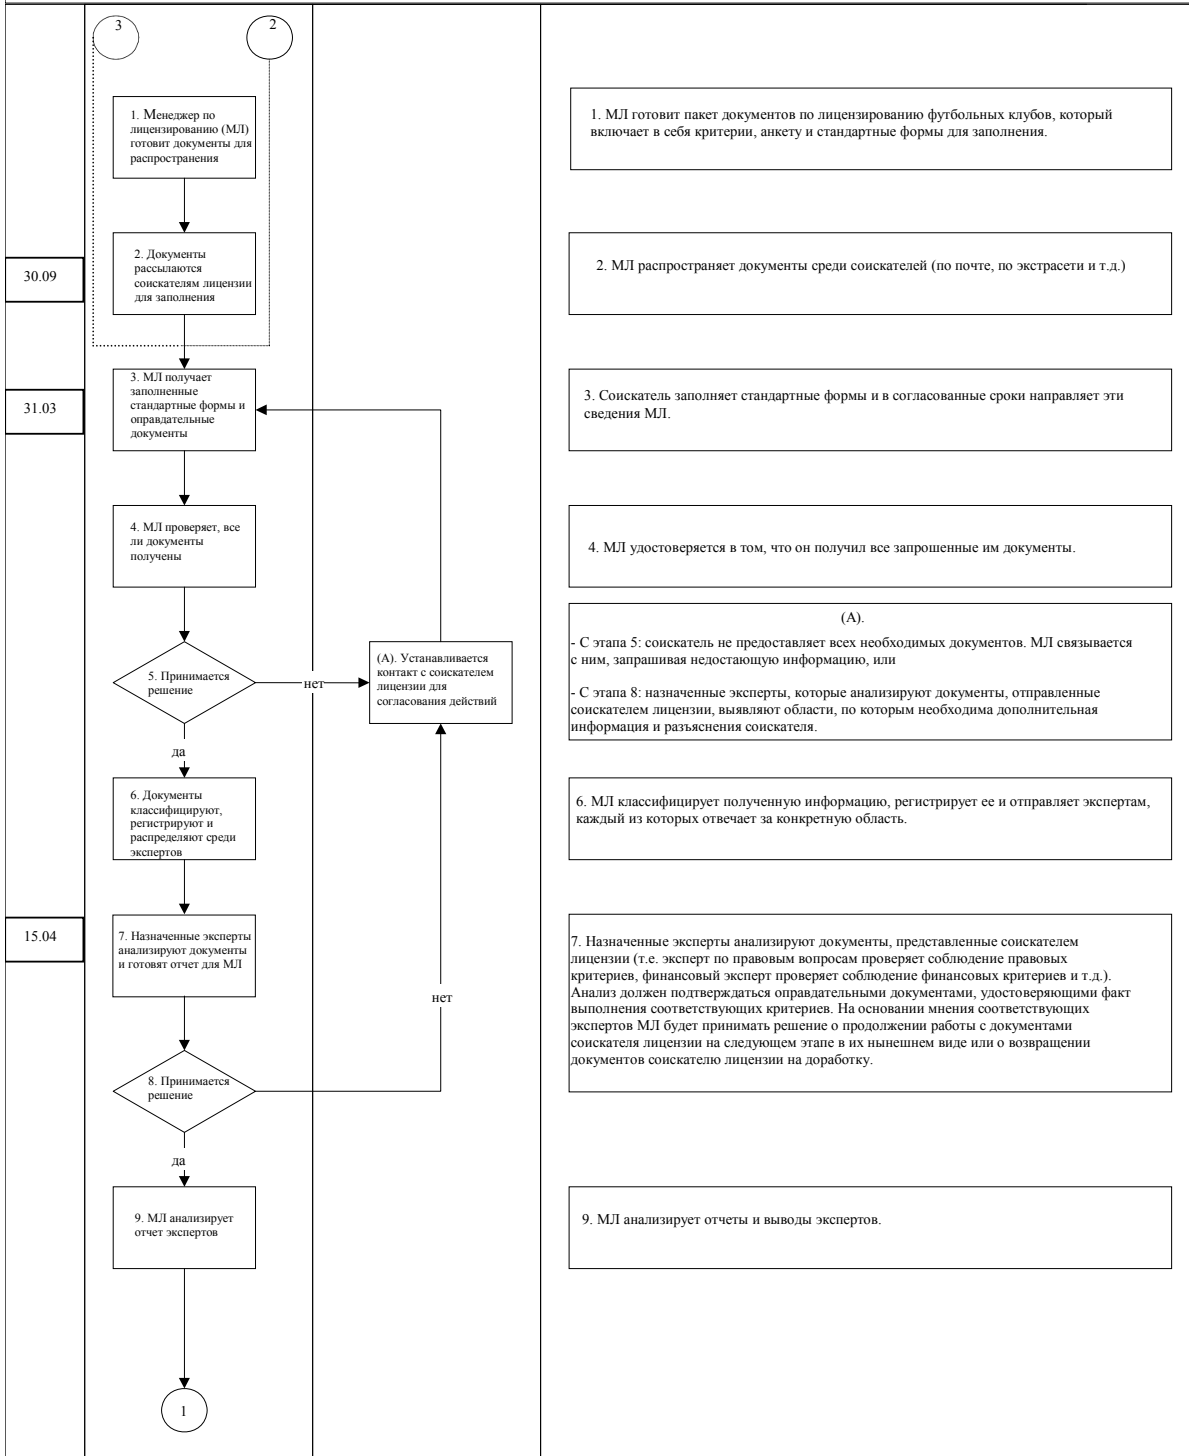 3
2
1. Менеджер по
лицензированию (МЛ)
готовит документы для
распространения
1. МЛ готовит пакет документов по лицензированию футбольных клубов, который
включает в себя критерии, анкету и стандартные формы для заполнения.
30.09
2. Документы
рассылаются
соискателям лицензии
для заполнения
2. МЛ распространяет документы среди соискателей (по почте, по экстрасети и т.д.)
31.03
3. МЛ получает
заполненные
стандартные формы и
оправдательные
документы
3. Соискатель заполняет стандартные формы и в согласованные сроки направляет эти
сведения МЛ.
4. МЛ проверяет, все
ли документы
получены
4. МЛ удостоверяется в том, что он получил все запрошенные им документы.
5. Принимается
решение
нет
(А). Устанавливается
контакт с соискателем
лицензии для
согласования действий
(А).
- С этапа 5: соискатель не предоставляет всех необходимых документов. МЛ связывается
с ним, запрашивая недостающую информацию, или
- С этапа 8: назначенные эксперты, которые анализируют документы, отправленные
соискателем лицензии, выявляют области, по которым необходима дополнительная
информация и разъяснения соискателя.
да
6. Документы
классифицируют,
регистрируют и
распределяют среди
экспертов
6. МЛ классифицирует полученную информацию, регистрирует ее и отправляет экспертам,
каждый из которых отвечает за конкретную область.
15.04
7. Назначенные эксперты
анализируют документы
и готовят отчет для МЛ
нет
7. Назначенные эксперты анализируют документы, представленные соискателем
лицензии (т.е. эксперт по правовым вопросам проверяет соблюдение правовых
критериев, финансовый эксперт проверяет соблюдение финансовых критериев и т.д.).
Анализ должен подтверждаться оправдательными документами, удостоверяющими факт
выполнения соответствующих критериев. На основании мнения соответствующих
экспертов МЛ будет принимать решение о продолжении работы с документами
соискателя лицензии на следующем этапе в их нынешнем виде или о возвращении
документов соискателю лицензии на доработку.
8. Принимается
решение
да
9. МЛ анализирует
отчет экспертов
9. МЛ анализирует отчеты и выводы экспертов.
1